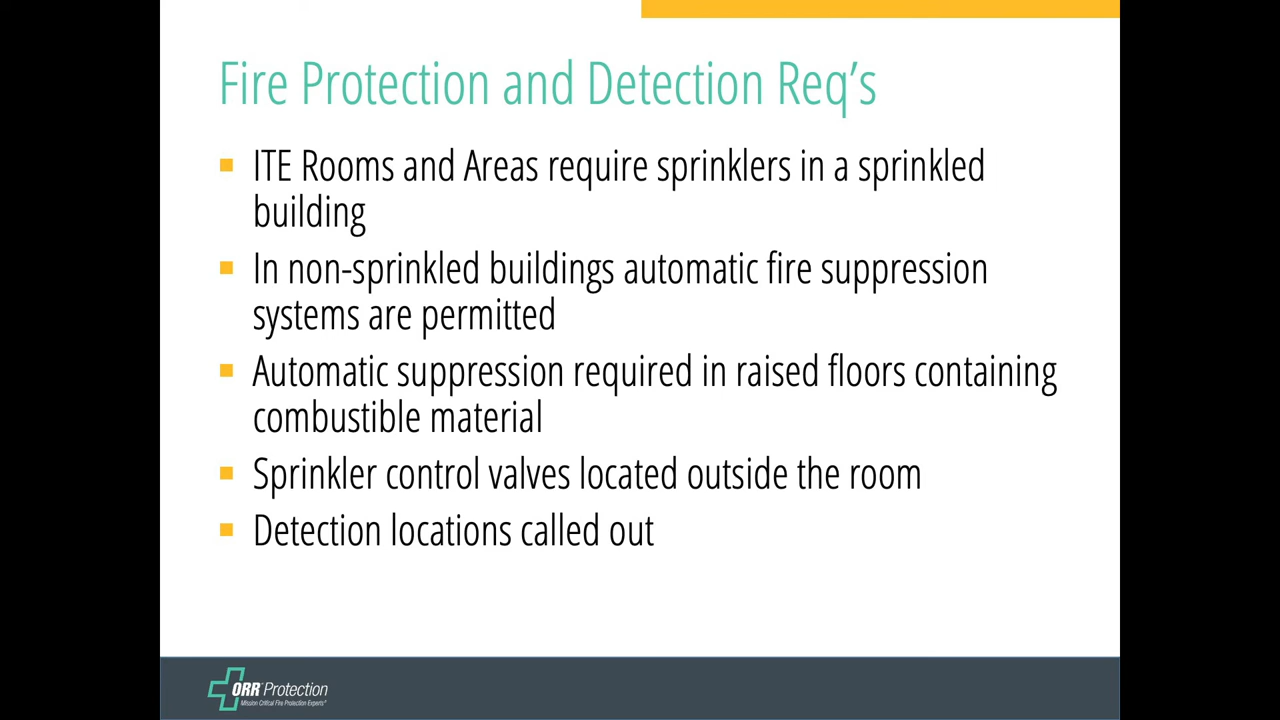 Fire Protection and Detection Req's
ITE Rooms and Areas require sprinklers in a sprinkled
building
In non-sprinkled buildings automatic fire suppression
systems are permitted
Automatic suppression required in raised floors containing
combustible material
Sprinkler control valves located outside the room
Detection locations called out
ORR Protection
Mission Critical Fire Protection Experts®